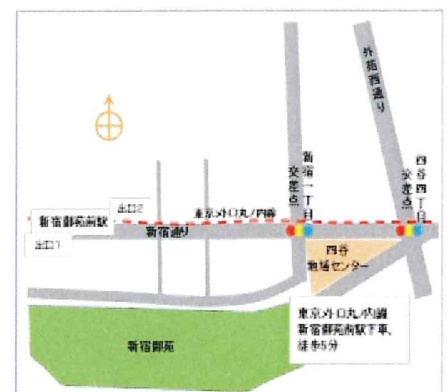 外苑西通り
四谷四丁目
交差点
新宿一丁目
交差点
出口2
東京メトロ丸ノ内線
新宿御苑前駅
新宿通り
出口1
四谷
地域センター
東京メトロ丸ノ内線
新宿御苑前駅下車、
徒歩5分
新宿御苑